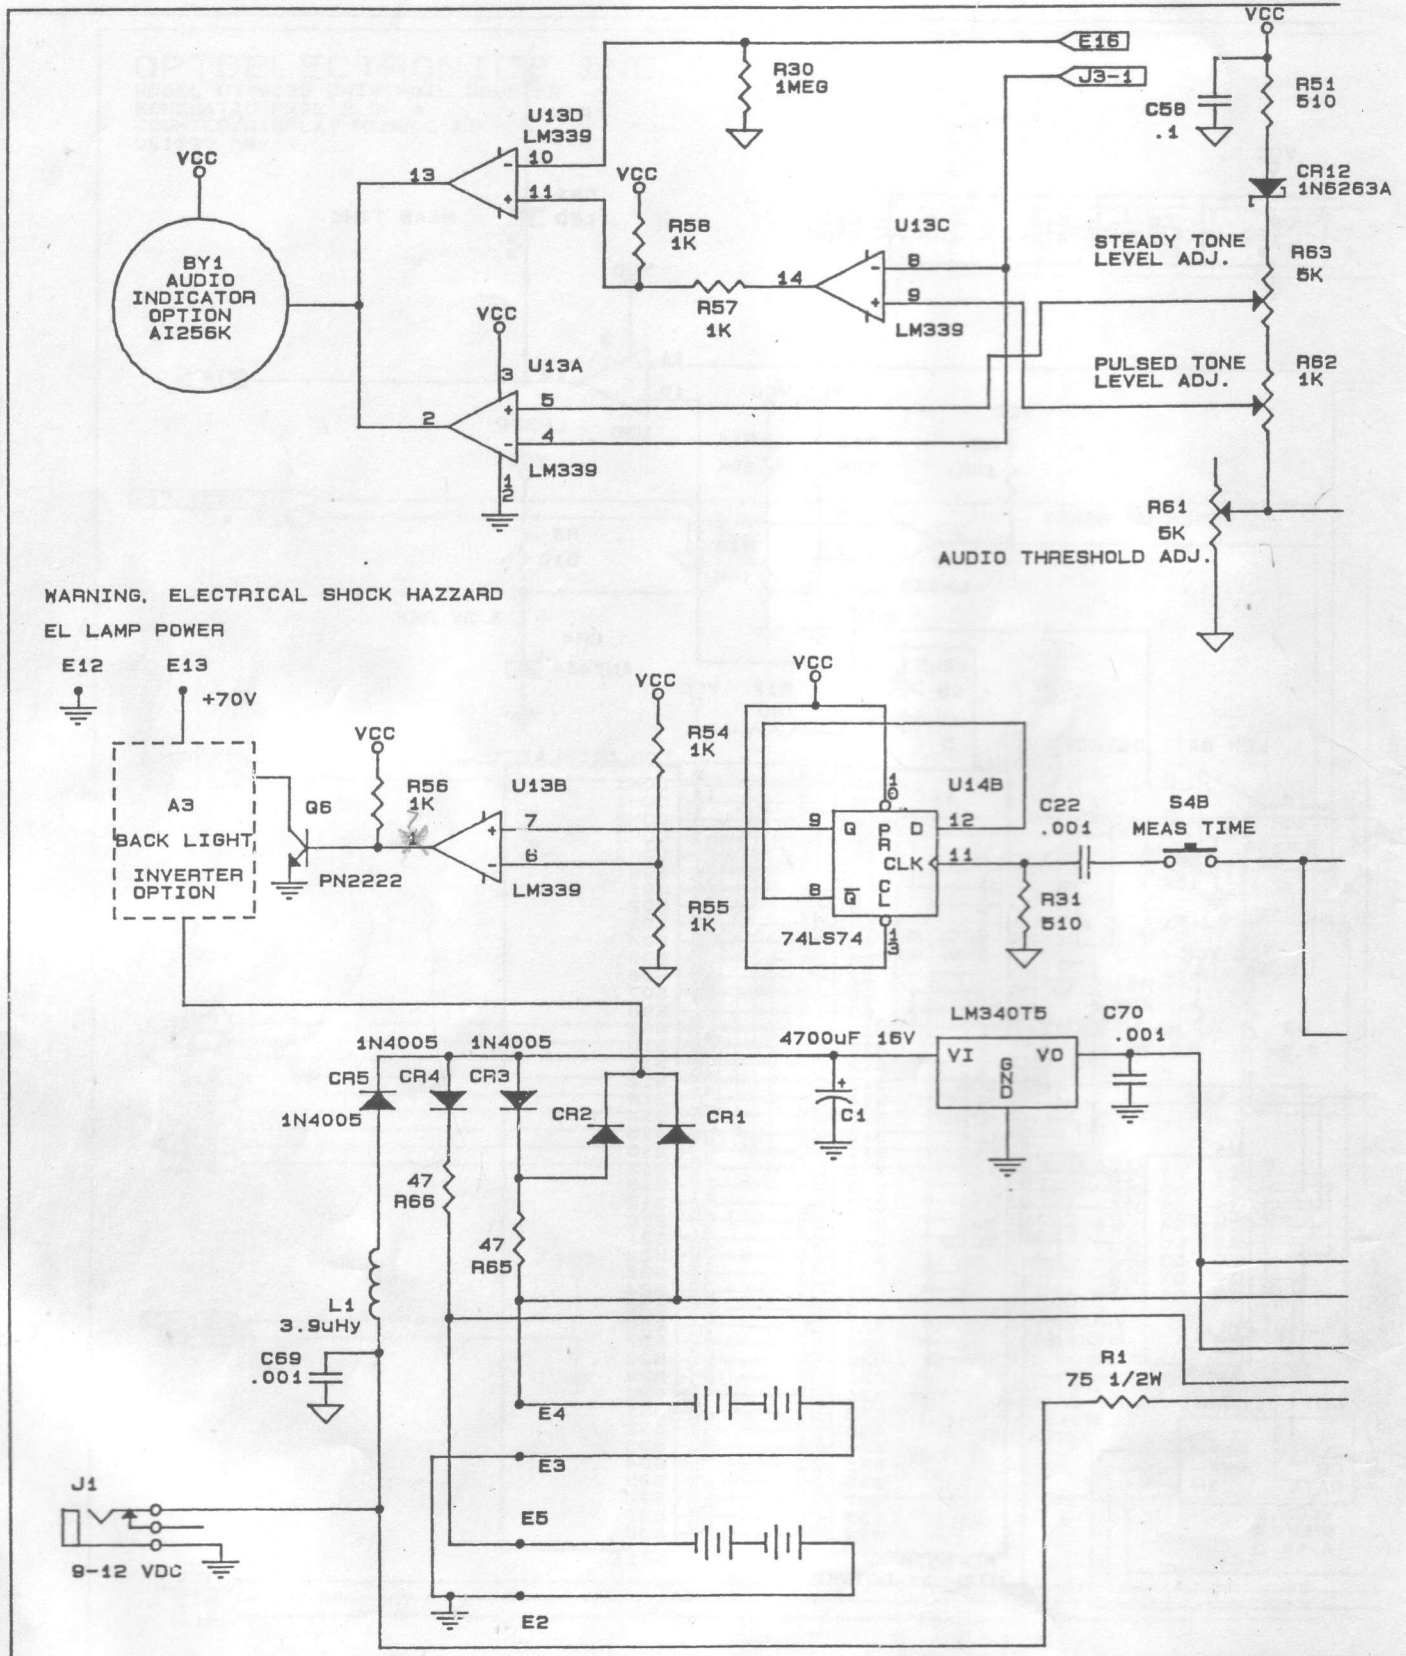 VCC
E16
J3-1
R30
1MEG
C58
.1
R51
510
U13D
LM339
10
11
13
VCC
VCC
CR12
1N6263A
R58
1K
U13C
8
9
14
LM339
R57
1K
STEADY TONE
LEVEL ADJ.
R63
5K
BY1
AUDIO
INDICATOR
OPTION
AI256K
VCC
3
U13A
5
4
2
1
2
LM339
PULSED TONE
LEVEL ADJ.
R62
1K
R61
5K
AUDIO THRESHOLD ADJ.
WARNING, ELECTRICAL SHOCK HAZZARD
EL LAMP POWER
E12
E13
+70V
VCC
VCC
VCC
R54
1K
R56
1K
U13B
7
6
1
LM339
A3
BACK LIGHT
INVERTER
OPTION
Q6
PN2222
R55
1K
U14B
1
0
9
Q
P
R
D
12
CLK
11
8
Q
C
L
1
3
74LS74
C22
.001
S4B
MEAS TIME
R31
510
LM340T5
C70
.001
VI
VO
G
N
D
4700uF 16V
+
C1
1N4005
1N4005
CR5
CR4
CR3
1N4005
CR2
CR1
47
R66
47
R65
L1
3.9uHy
C69
.001
R1
75 1/2W
E4
E3
E5
E2
J1
9-12 VDC